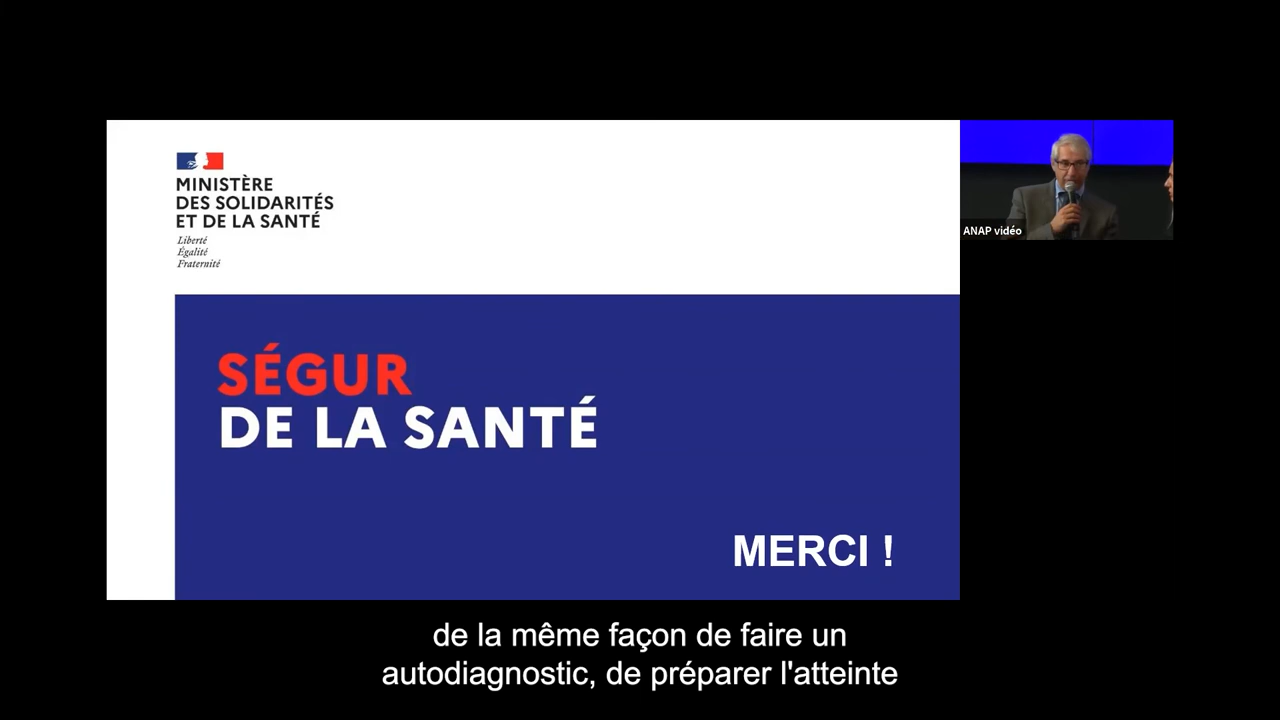 MINISTÈRE
DES SOLIDARITÉS
ET DE LA SANTÉ
Liberté
Égalité
Fraternité
SÉGUR
DE LA SANTÉ
MERCI !
ANAP vidéo
de la même façon de faire un
autodiagnostic, de préparer l'atteinte